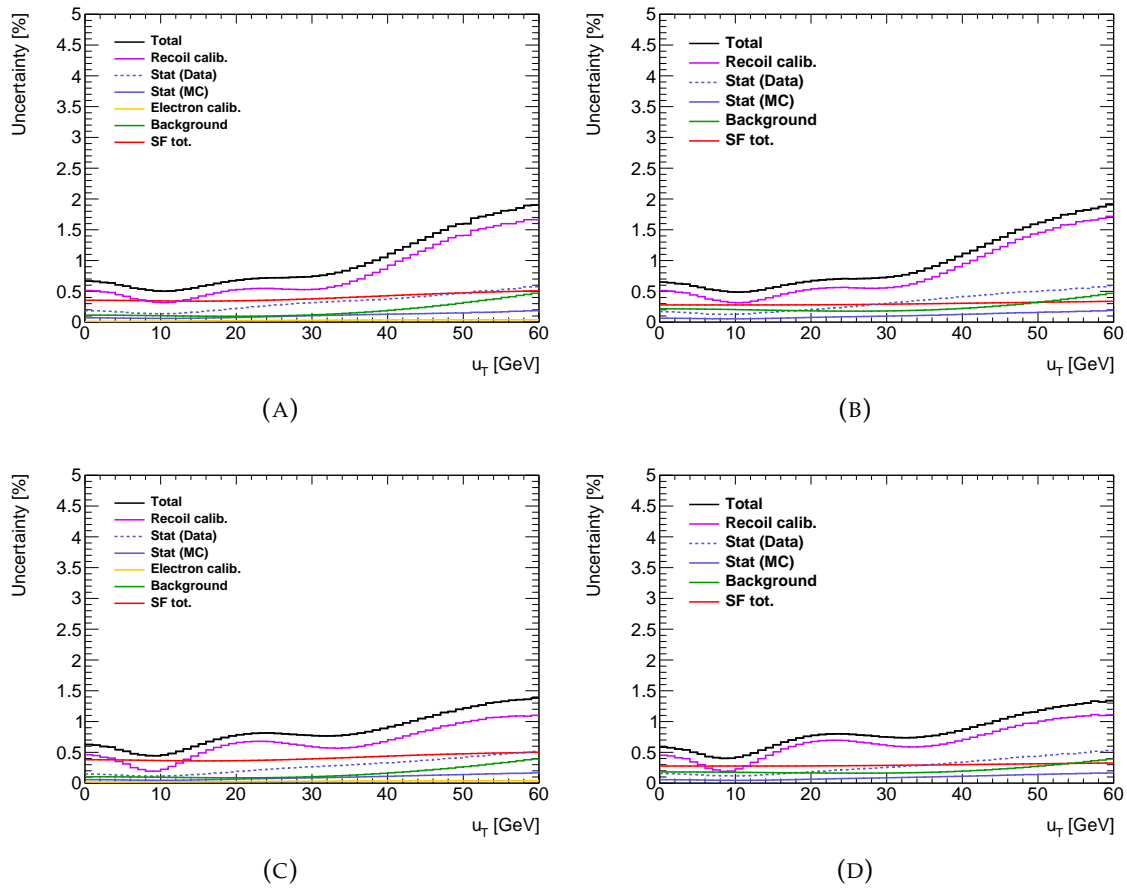 Uncertainty [%]
5
4.5
4
3.5
3
2.5
2
1.5
1
0.5
0
Total
Recoil calib.
Stat (Data)
Stat (MC)
Electron calib.
Background
SF tot.
0 10 20 30 40 50 60
u_T [GeV]
(A)
Uncertainty [%]
5
4.5
4
3.5
3
2.5
2
1.5
1
0.5
0
Total
Recoil calib.
Stat (Data)
Stat (MC)
Background
SF tot.
0 10 20 30 40 50 60
u_T [GeV]
(B)
Uncertainty [%]
5
4.5
4
3.5
3
2.5
2
1.5
1
0.5
0
Total
Recoil calib.
Stat (Data)
Stat (MC)
Electron calib.
Background
SF tot.
0 10 20 30 40 50 60
u_T [GeV]
(C)
Uncertainty [%]
5
4.5
4
3.5
3
2.5
2
1.5
1
0.5
0
Total
Recoil calib.
Stat (Data)
Stat (MC)
Background
SF tot.
0 10 20 30 40 50 60
u_T [GeV]
(D)